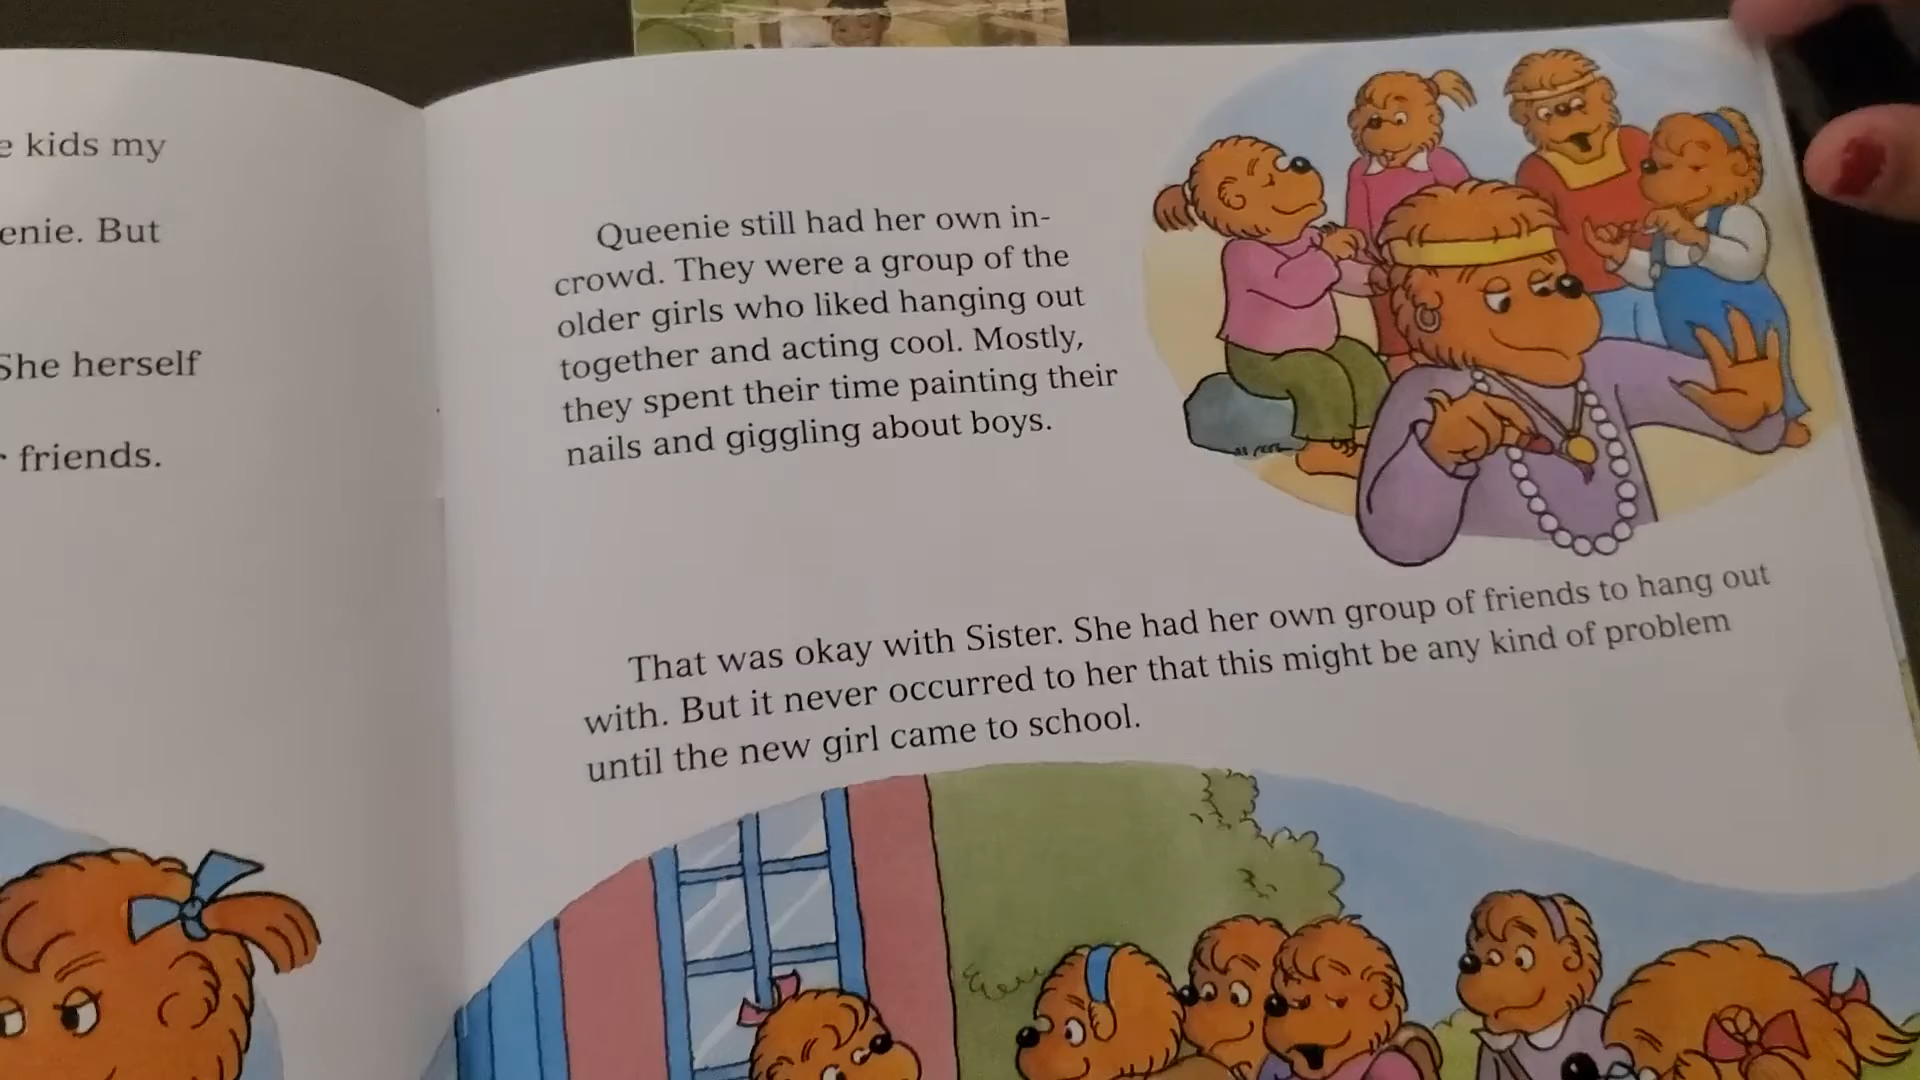 kids my
enie. But
She herself
friends.
Queenie still had her own in-
crowd. They were a group of the
older girls who liked hanging out
together and acting cool. Mostly,
they spent their time painting their
nails and giggling about boys.
That was okay with Sister. She had her own group of friends to hang out
with. But it never occurred to her that this might be any kind of problem
until the new girl came to school.